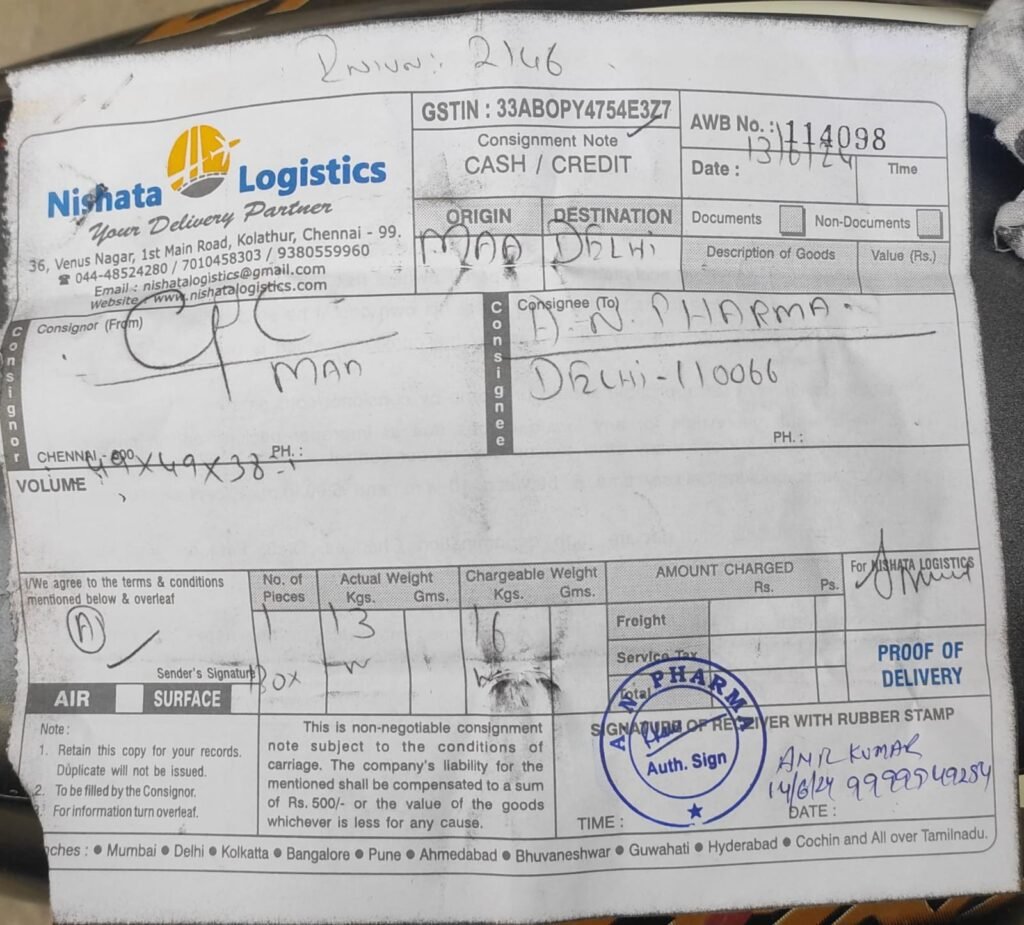 2146
GSTIN : 33ABOPY4754E3Z7
Consignment Note
CASH / CREDIT
AWB No. : 114098
Date : 13/6/24 Time
Nishata Logistics
Your Delivery Partner
36, Venus Nagar, 1st Main Road, Kolathur, Chennai - 99.
☎ 044-48524280 / 7010458303 / 9380559960
Email : nishatalogistics@gmail.com
Website : www.nishatalogistics.com
ORIGIN DESTINATION
MAA DELHI
Documents Non-Documents
Description of Goods Value (Rs.)
Consignor
Consignor (From)
GPC
MAA
CHENNAI - 600 PH. :
Consignee
Consignee (To)
A. N. PHARMA
DELHI - 110066
PH. :
VOLUME 49X49X38-1
I/We agree to the terms & conditions
mentioned below & overleaf
A
Sender's Signature
AIR SURFACE
No. of Pieces
1 Box
Actual Weight
Kgs. Gms.
13
Chargeable Weight
Kgs. Gms.
16
AMOUNT CHARGED
Rs. Ps.
Freight
Service Tax
Total
For NISHATA LOGISTICS
PROOF OF
DELIVERY
Note :
1. Retain this copy for your records.
Duplicate will not be issued.
2. To be filled by the Consignor.
3. For information turn overleaf.
This is non-negotiable consignment
note subject to the conditions of
carriage. The company's liability for the
mentioned shall be compensated to a sum
of Rs. 500/- or the value of the goods
whichever is less for any cause.
SIGNATURE OF RECEIVER WITH RUBBER STAMP
A N PHARMA
Auth. Sign
ANIL KUMAR
14/6/24
TIME : DATE :
nches : ● Mumbai ● Delhi ● Kolkatta ● Bangalore ● Pune ● Ahmedabad ● Bhuvaneshwar ● Guwahati ● Hyderabad ● Cochin and All over Tamilnadu.